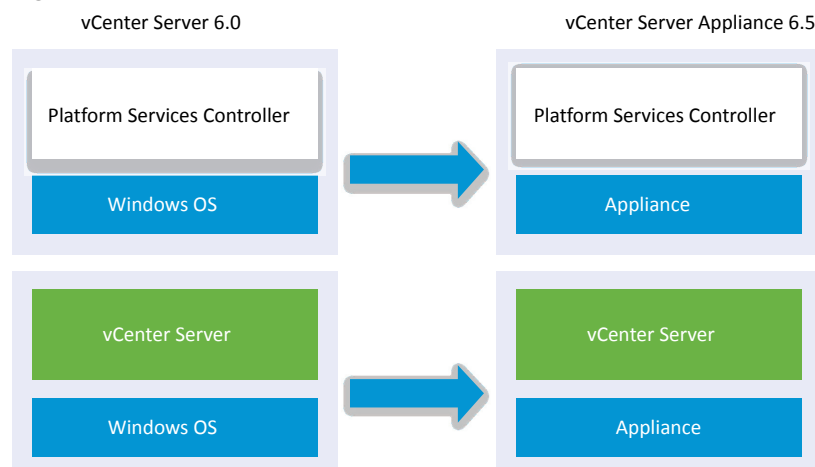 vCenter Server 6.0
vCenter Server Appliance 6.5
Platform Services Controller
Platform Services Controller
Windows OS
Appliance
vCenter Server
vCenter Server
Windows OS
Appliance